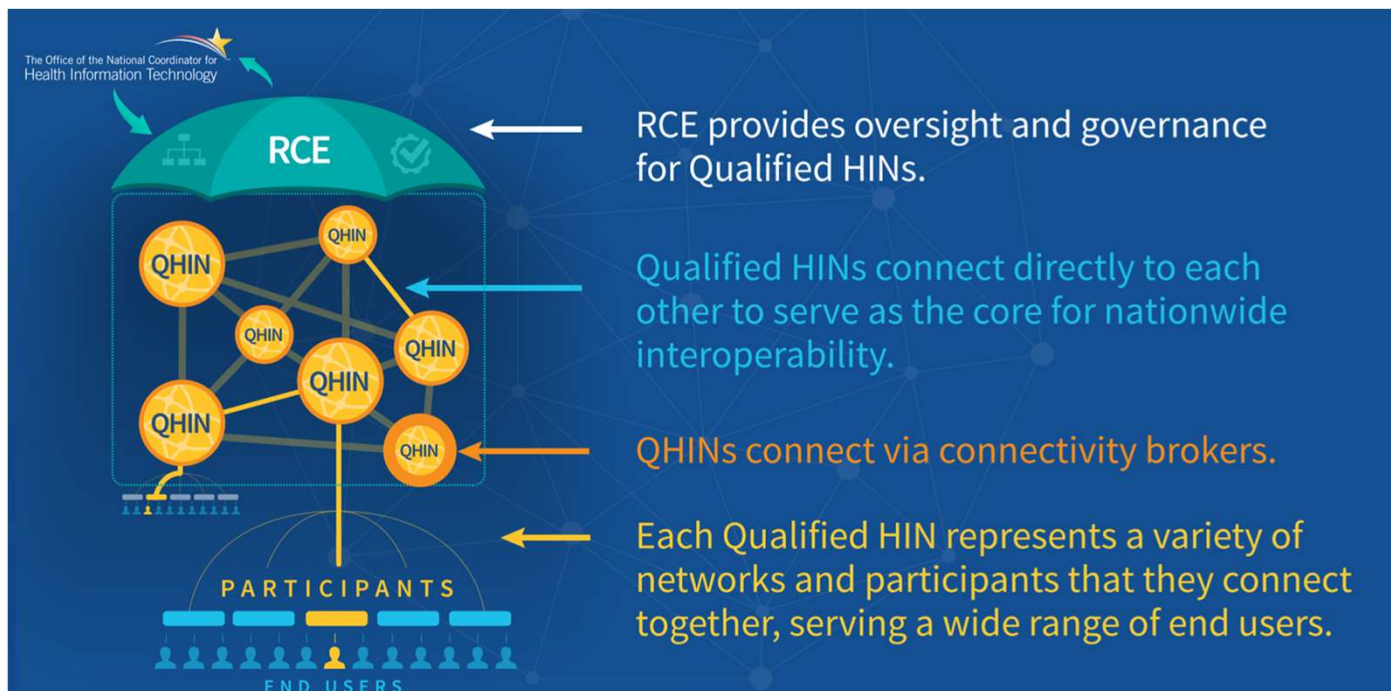 The Office of the National Coordinator for
Health Information Technology
RCE
RCE provides oversight and governance
for Qualified HINs.
QHIN
QHIN
QHIN
QHIN
QHIN
QHIN
QHIN
Qualified HINs connect directly to each
other to serve as the core for nationwide
interoperability.
QHINs connect via connectivity brokers.
Each Qualified HIN represents a variety of
networks and participants that they connect
together, serving a wide range of end users.
PARTICIPANTS
END USERS